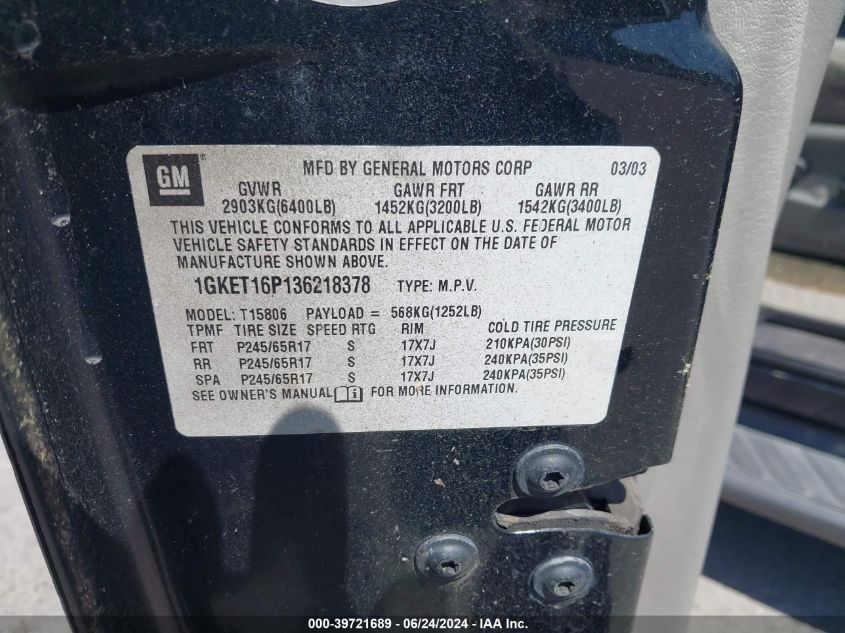 GM® MFD BY GENERAL MOTORS CORP 03/03
GVWR GAWR FRT GAWR RR
2903KG(6400LB) 1452KG(3200LB) 1542KG(3400LB)
THIS VEHICLE CONFORMS TO ALL APPLICABLE U.S. FEDERAL MOTOR
VEHICLE SAFETY STANDARDS IN EFFECT ON THE DATE OF
MANUFACTURE SHOWN ABOVE.
1GKET16P136218378 TYPE: M.P.V.
MODEL: T15806 PAYLOAD = 568KG(1252LB)
TPMF TIRE SIZE SPEED RTG RIM COLD TIRE PRESSURE
FRT P245/65R17 S 17X7J 210KPA(30PSI)
RR P245/65R17 S 17X7J 240KPA(35PSI)
SPA P245/65R17 S 17X7J 240KPA(35PSI)
SEE OWNER'S MANUAL FOR MORE INFORMATION.
000-39721689 - 06/24/2024 - IAA, Inc.